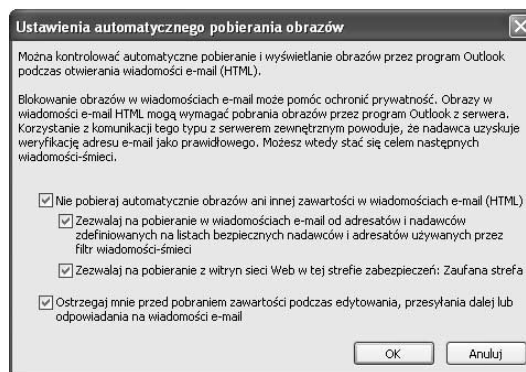 Ustawienia automatycznego pobierania obrazów
Można kontrolować automatyczne pobieranie i wyświetlanie obrazów przez program Outlook
podczas otwierania wiadomości e-mail (HTML).
Blokowanie obrazów w wiadomościach e-mail może pomóc ochronić prywatność. Obrazy w
wiadomości e-mail HTML mogą wymagać pobrania obrazów przez program Outlook z serwera.
Korzystanie z komunikacji tego typu z serwerem zewnętrznym powoduje, że nadawca uzyskuje
weryfikację adresu e-mail jako prawidłowego. Możesz wtedy stać się celem następnych
wiadomości-śmieci.
Nie pobieraj automatycznie obrazów ani innej zawartości w wiadomościach e-mail (HTML)
Zezwalaj na pobieranie w wiadomościach e-mail od adresatów i nadawców
zdefiniowanych na listach bezpiecznych nadawców i adresatów używanych przez
filtr wiadomości-śmieci
Zezwalaj na pobieranie z witryn sieci Web w tej strefie zabezpieczeń: Zaufana strefa
Ostrzegaj mnie przed pobraniem zawartości podczas edytowania, przesyłania dalej lub
odpowiadania na wiadomości e-mail
OK Anuluj